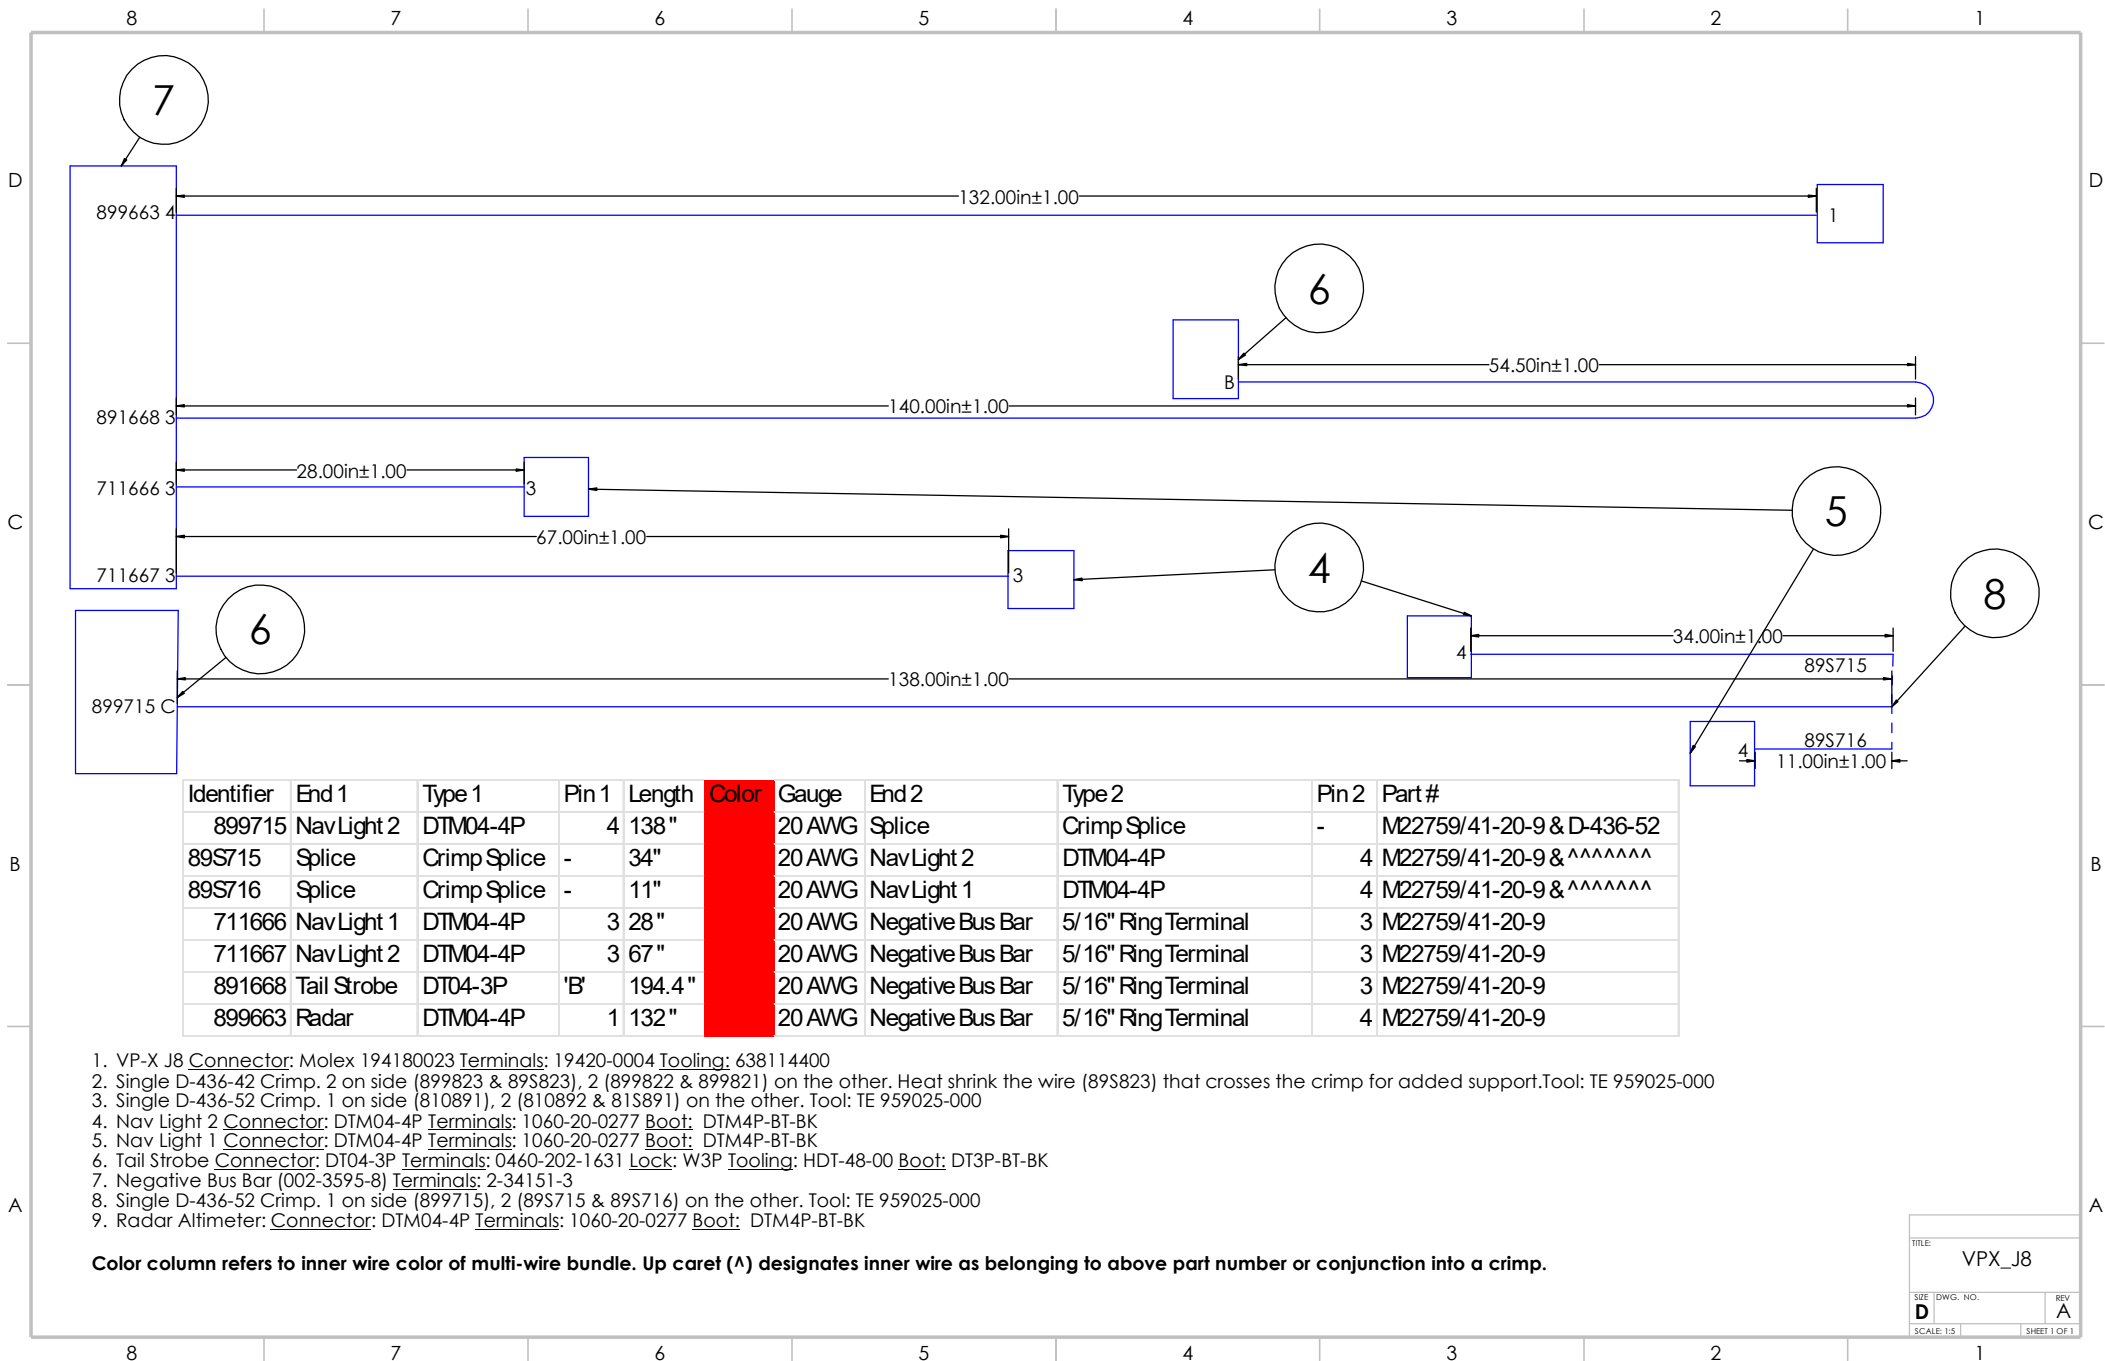 8 7 6 5 4 3 2 1
7
D D
132.00in±1.00
899663 4
1
6
54.50in±1.00
B
140.00in±1.00
891668 3
28.00in±1.00
711666 3
3
5
C C
67.00in±1.00
4
711667 3
3
8
6
34.00in±1.00
4
89S715
138.00in±1.00
899715 C
89S716
4
11.00in±1.00
Identifier End 1 Type 1 Pin 1 Length Color Gauge End 2 Type 2 Pin 2 Part #
899715 Nav Light 2 DTM04-4P 4 138" 20 AWG Splice Crimp Splice - M22759/41-20-9 & D-436-52
89S715 Splice Crimp Splice - 34" 20 AWG Nav Light 2 DTM04-4P 4 M22759/41-20-9 & ^^^^^^^
89S716 Splice Crimp Splice - 11" 20 AWG Nav Light 1 DTM04-4P 4 M22759/41-20-9 & ^^^^^^^
711666 Nav Light 1 DTM04-4P 3 28" 20 AWG Negative Bus Bar 5/16" Ring Terminal 3 M22759/41-20-9
711667 Nav Light 2 DTM04-4P 3 67" 20 AWG Negative Bus Bar 5/16" Ring Terminal 3 M22759/41-20-9
891668 Tail Strobe DT04-3P 'B' 194.4" 20 AWG Negative Bus Bar 5/16" Ring Terminal 3 M22759/41-20-9
899663 Radar DTM04-4P 1 132" 20 AWG Negative Bus Bar 5/16" Ring Terminal 4 M22759/41-20-9
B B
1. VP-X J8 Connector: Molex 194180023 Terminals: 19420-0004 Tooling: 638114400
2. Single D-436-42 Crimp. 2 on side (899823 & 89S823), 2 (899822 & 899821) on the other. Heat shrink the wire (89S823) that crosses the crimp for added support.Tool: TE 959025-000
3. Single D-436-52 Crimp. 1 on side (810891), 2 (810892 & 81S891) on the other. Tool: TE 959025-000
4. Nav Light 2 Connector: DTM04-4P Terminals: 1060-20-0277 Boot: DTM4P-BT-BK
5. Nav Light 1 Connector: DTM04-4P Terminals: 1060-20-0277 Boot: DTM4P-BT-BK
6. Tail Strobe Connector: DT04-3P Terminals: 0460-202-1631 Lock: W3P Tooling: HDT-48-00 Boot: DT3P-BT-BK
7. Negative Bus Bar (002-3595-8) Terminals: 2-34151-3
8. Single D-436-52 Crimp. 1 on side (899715), 2 (89S715 & 89S716) on the other. Tool: TE 959025-000
9. Radar Altimeter: Connector: DTM04-4P Terminals: 1060-20-0277 Boot: DTM4P-BT-BK
A A
Color column refers to inner wire color of multi-wire bundle. Up caret (^) designates inner wire as belonging to above part number or conjunction into a crimp.
TITLE:
VPX_J8
SIZE DWG. NO. REV
D A
SCALE: 1:5 SHEET 1 OF 1
8 7 6 5 4 3 2 1